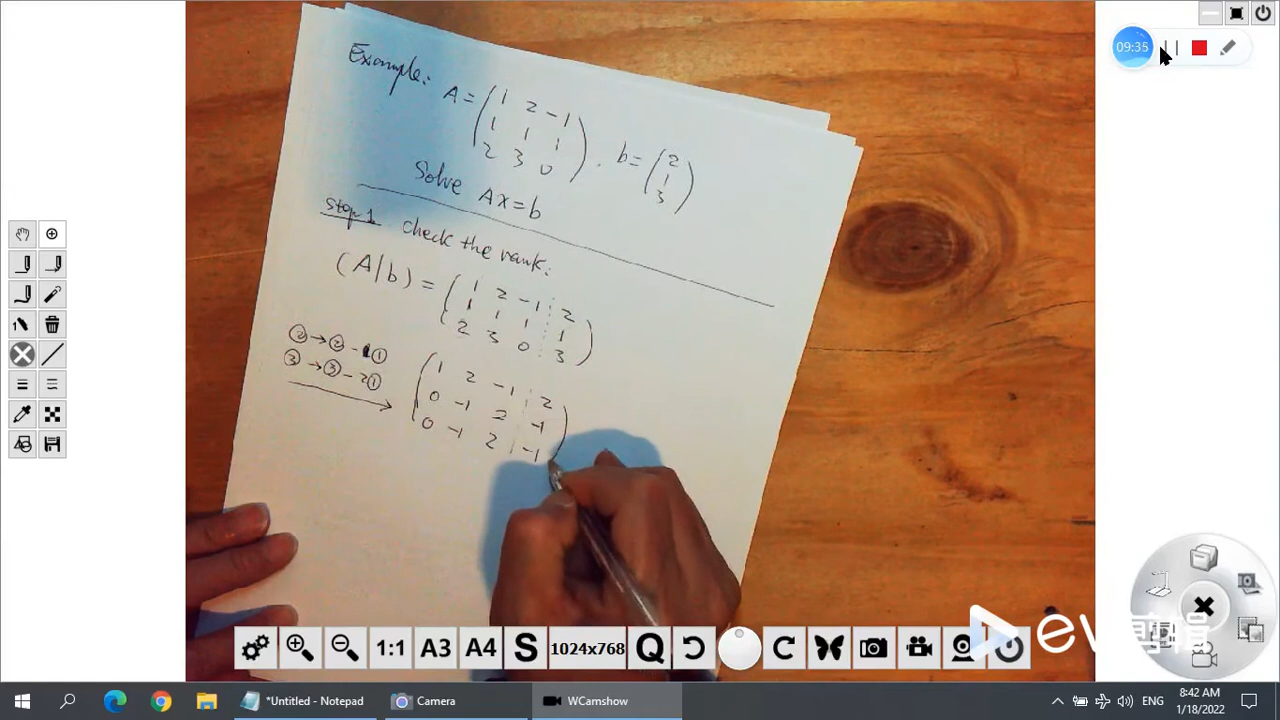 09:35
Example: A = ( 1 2 -1
1 1 1
2 3 0 ) , b = ( 2
1
3 )
Solve Ax = b
Step 1 check the rank:
(A|b) = ( 1 2 -1 2
1 1 1 1
2 3 0 3 )
② → ② - ①
③ → ③ - 2①
( 1 2 -1 2
0 -1 2 -1
0 -1 2 -1 )
1:1 A3 A4 S 1024x768 Q C
*Untitled - Notepad Camera WCamshow
ENG 8:42 AM
1/18/2022